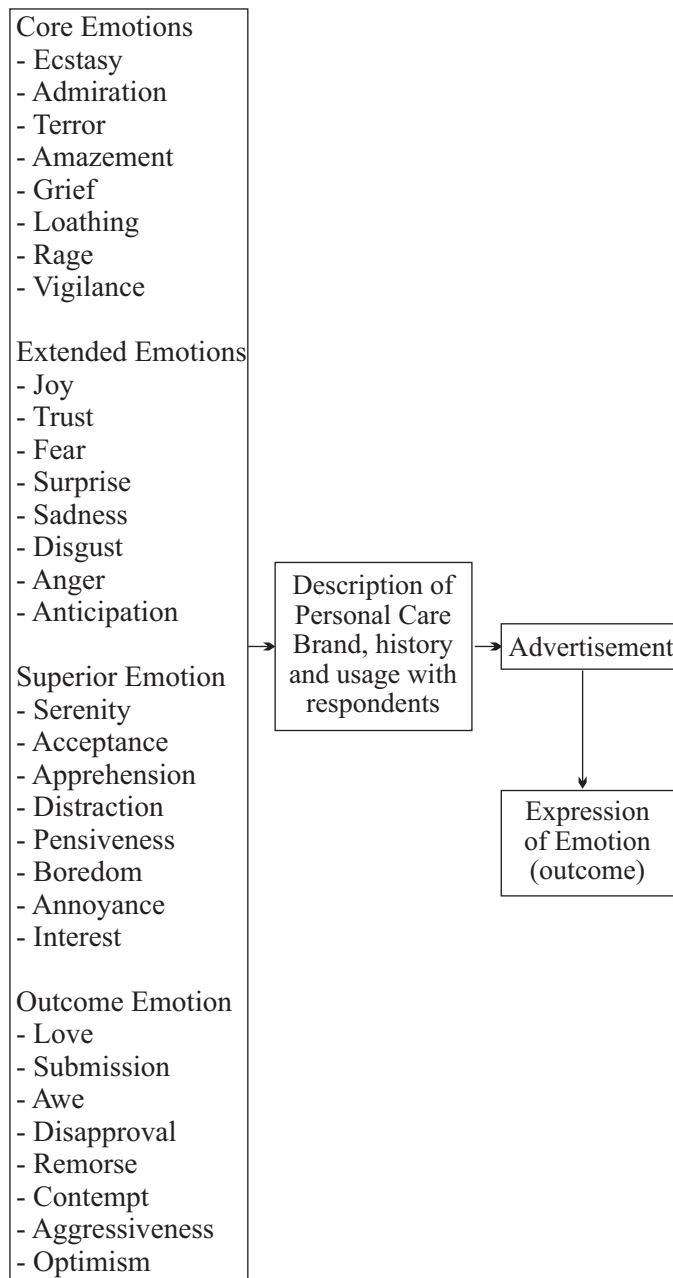 Core Emotions
- Ecstasy
- Admiration
- Terror
- Amazement
- Grief
- Loathing
- Rage
- Vigilance
Extended Emotions
- Joy
- Trust
- Fear
- Surprise
- Sadness
- Disgust
- Anger
- Anticipation
Superior Emotion
- Serenity
- Acceptance
- Apprehension
- Distraction
- Pensiveness
- Boredom
- Annoyance
- Interest
Outcome Emotion
- Love
- Submission
- Awe
- Disapproval
- Remorse
- Contempt
- Aggressiveness
- Optimism
Description of
Personal Care
Brand, history
and usage with
respondents
Advertisement
Expression
of Emotion
(outcome)